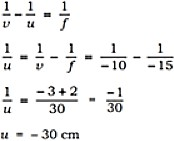 1/v - 1/u = 1/f
1/u = 1/v - 1/f = 1/-10 - 1/-15
1/u = -3+2/30 = -1/30
u = -30 cm